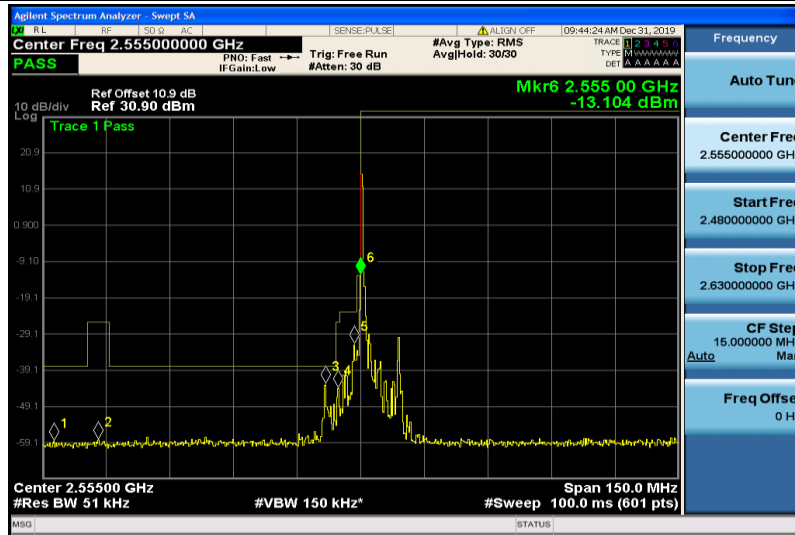 Agilent Spectrum Analyzer - Swept SA
LXI RL RF 50 Ω AC SENSE:PULSE ALIGN OFF 09:44:24 AM Dec 31, 2019
Center Freq 2.555000000 GHz #Avg Type: RMS TRACE 1 2 3 4 5 6 Frequency
PASS PNO: Fast Trig: Free Run Avg|Hold: 30/30 TYPE M WWWWW
IFGain:Low #Atten: 30 dB DET A A A A A A
Auto Tun
Ref Offset 10.9 dB Mkr6 2.555 00 GHz
10 dB/div Ref 30.90 dBm -13.104 dBm
Log
Trace 1 Pass
Center Fre
20.9 2.555000000 GH
10.9
Start Fre
0.900 2.480000000 GH
-9.10 6
Stop Fre
-19.1 2.630000000 GH
-29.1 5
CF Step
15.000000 MH
-39.1 3 4 Auto Ma
-49.1
1 2 Freq Offse
-59.1 0 H
Center 2.55500 GHz Span 150.0 MHz
#Res BW 51 kHz #VBW 150 kHz* #Sweep 100.0 ms (601 pts)
MSG STATUS